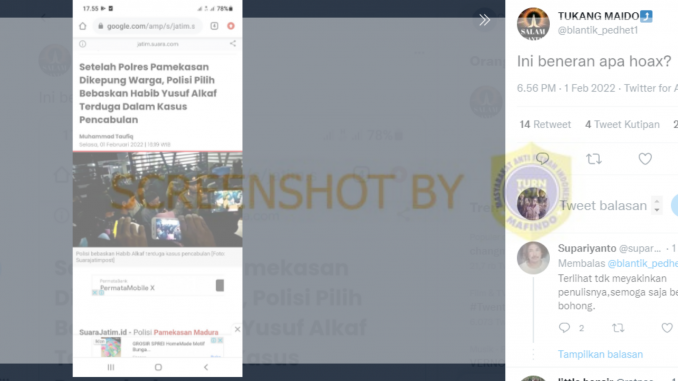 17.55
78%
google.com/amp/s/jatim.s
jatim.suara.com
Setelah Polres Pamekasan
Dikepung Warga, Polisi Pilih
Bebaskan Habib Yusuf Alkaf
Terduga Dalam Kasus
Pencabulan
Muhammad Taufiq
Selasa, 01 Februari 2022 | 13:59 WIB
Polisi bebaskan Habib Alkaf terduga kasus pencabulan [Foto:
Suarajatimpost]
PermataMobile X
SuaraJatim.id - Polisi Pamekasan Madura
SCREENSHOT BY
MASYARAKAT ANTI FITNAH INDONESIA
TURN
MAFINDO
TUKANG MAIDO
SALAM
@blantik_pedhet1
Ini beneran apa hoax?
6.56 PM · 1 Feb 2022 · Twitter for A
14 Retweet 4 Tweet Kutipan 2
Tweet balasan
Supariyanto @supar... · 1
Membalas @blantik_pedhe
Terlihat tdk meyakinkan
penulisnya,semoga saja be
bohong.
2
Tampilkan balasan